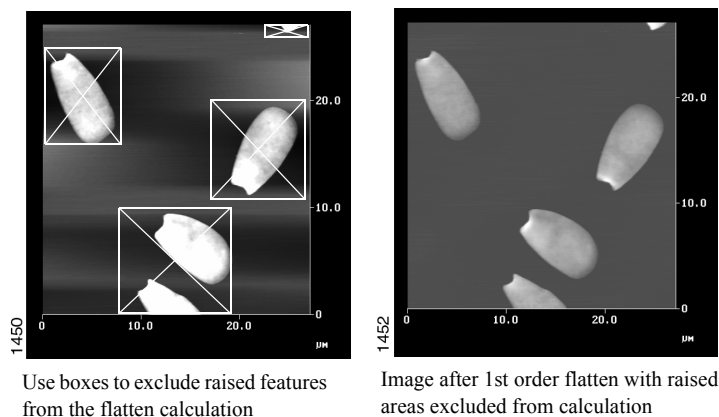 20.0
10.0
0
0 10.0 20.0
μM
1450
Use boxes to exclude raised features
from the flatten calculation
20.0
10.0
0
0 10.0 20.0
μM
1452
Image after 1st order flatten with raised
areas excluded from calculation